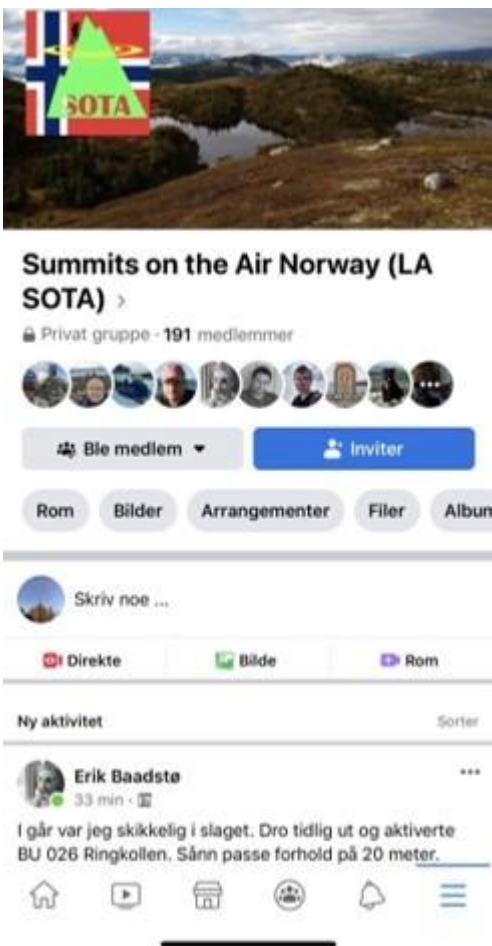 SOTA
Summits on the Air Norway (LA
SOTA) >
Privat gruppe · 191 medlemmer
Ble medlem
Inviter
Rom
Bilder
Arrangementer
Filer
Album
Skriv noe ...
Direkte
Bilde
Rom
Ny aktivitet
Sorter
Erik Baadstø
33 min ·
I går var jeg skikkelig i slaget. Dro tidlig ut og aktiverte
BU 026 Ringkollen. Sånn passe forhold på 20 meter.